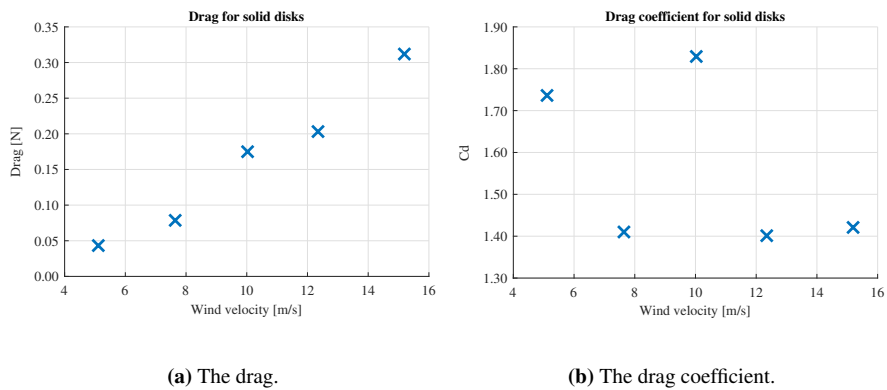 Drag for solid disks
0.35
0.30
0.25
0.20
0.15
0.10
0.05
0.00
Drag [N]
4 6 8 10 12 14 16
Wind velocity [m/s]
(a) The drag.
Drag coefficient for solid disks
1.90
1.80
1.70
1.60
1.50
1.40
1.30
Cd
4 6 8 10 12 14 16
Wind velocity [m/s]
(b) The drag coefficient.